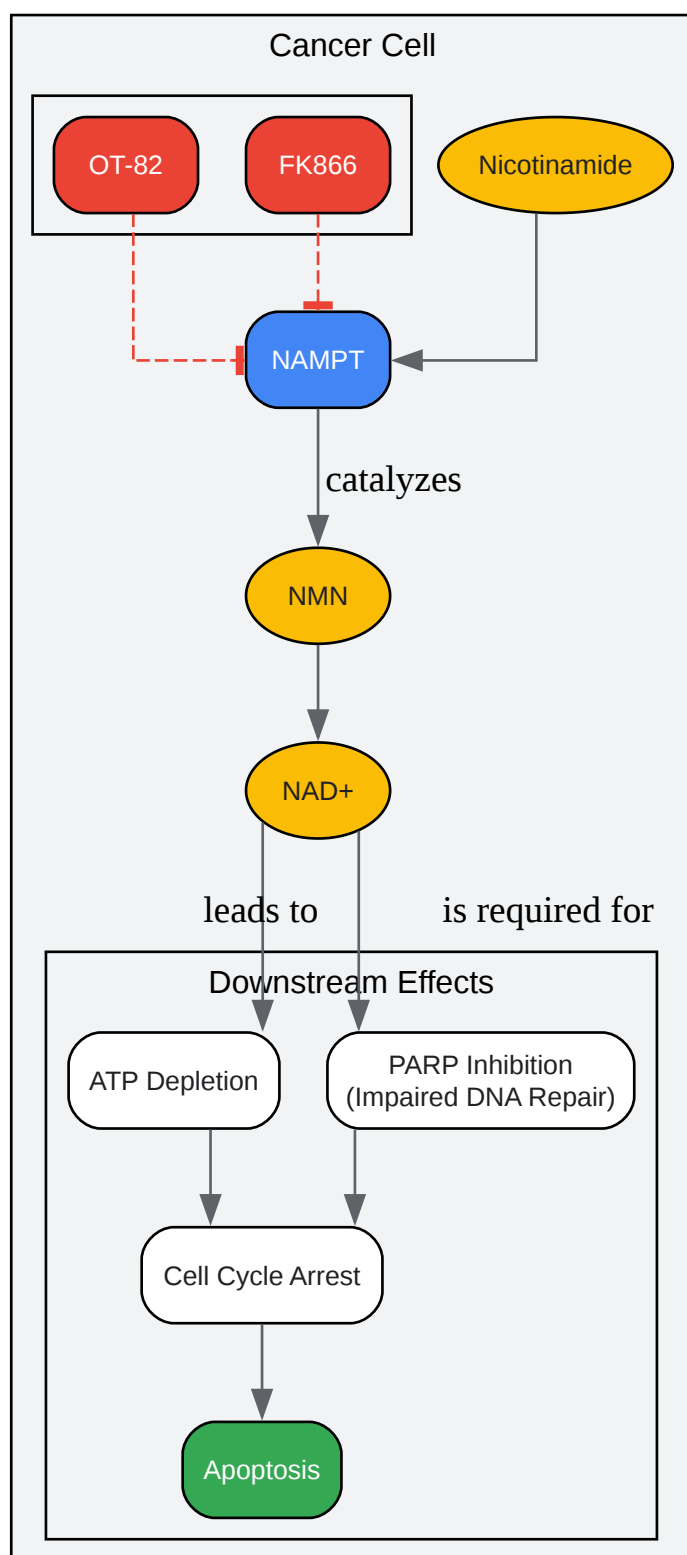 Cancer Cell
OT-82
FK866
Nicotinamide
NAMPT
catalyzes
NMN
NAD+
leads to
is required for
Downstream Effects
ATP Depletion
PARP Inhibition
(Impaired DNA Repair)
Cell Cycle Arrest
Apoptosis